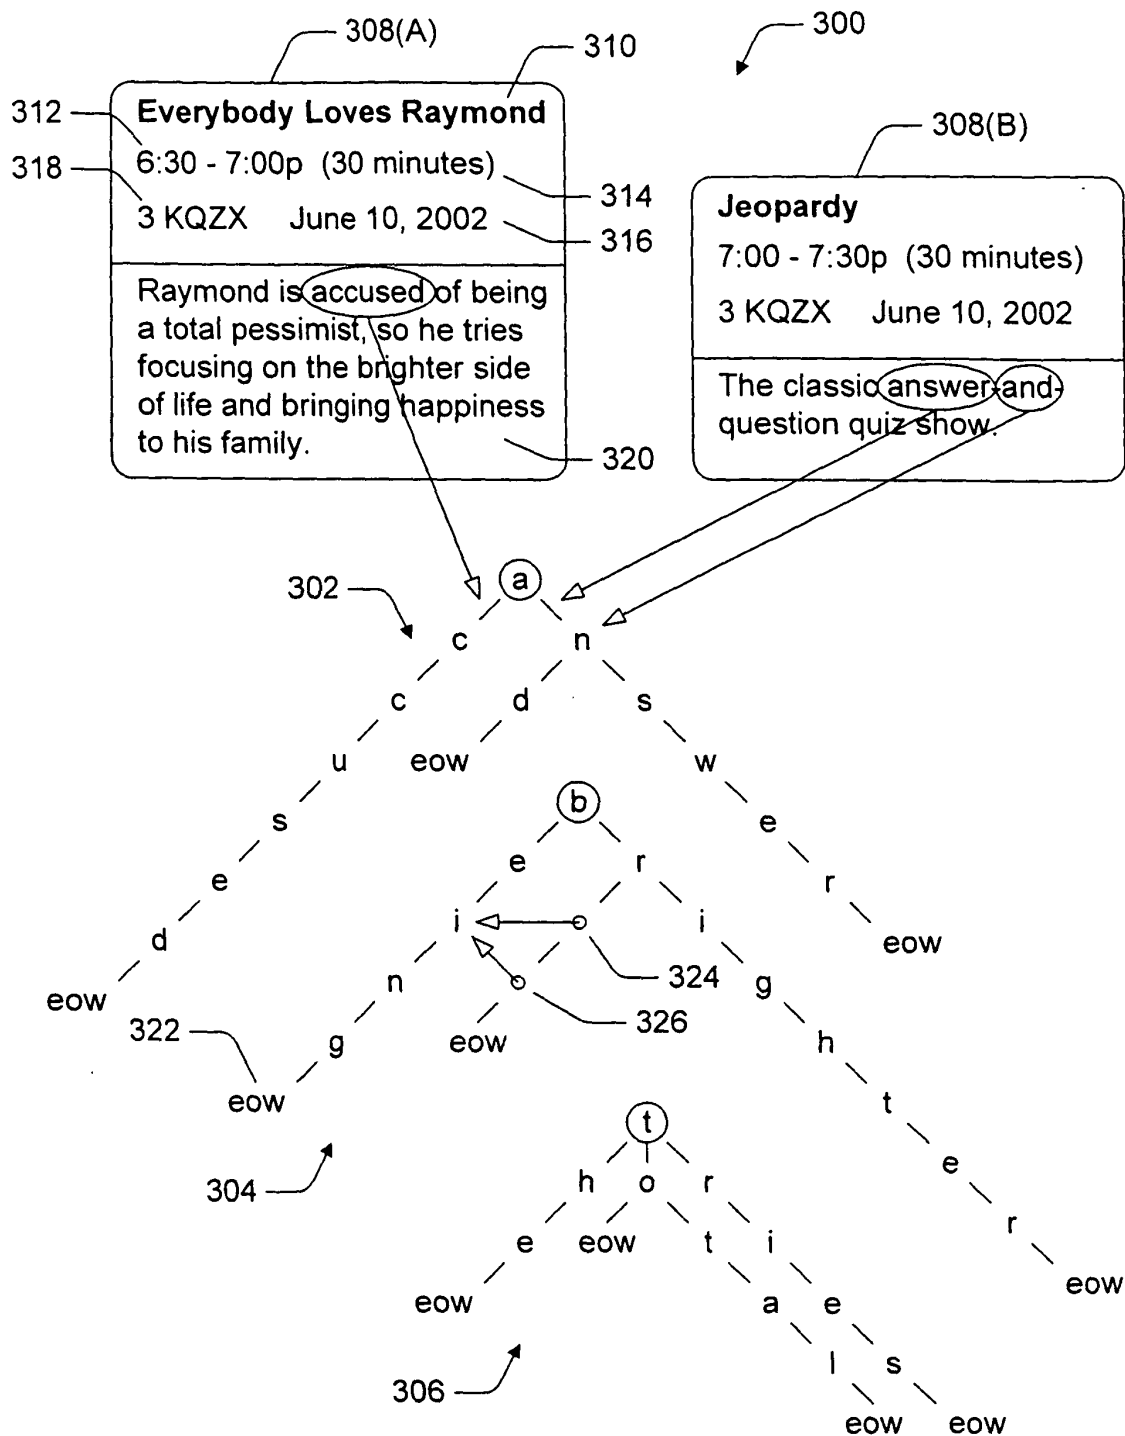 300
308(A)
310
Everybody Loves Raymond
312
6:30 - 7:00p (30 minutes)
318
314
3 KQZX June 10, 2002
316
Raymond is accused of being
a total pessimist, so he tries
focusing on the brighter side
of life and bringing happiness
to his family.
320
308(B)
Jeopardy
7:00 - 7:30p (30 minutes)
3 KQZX June 10, 2002
The classic answer-and-
question quiz show.
302
a
c n
c d s
u eow w
b
s e
e e r r
d i i eow
324
eow n g
326
322 g eow h
eow t t
304 h o r e
e eow t i r
eow a e eow
306 l s
eow eow